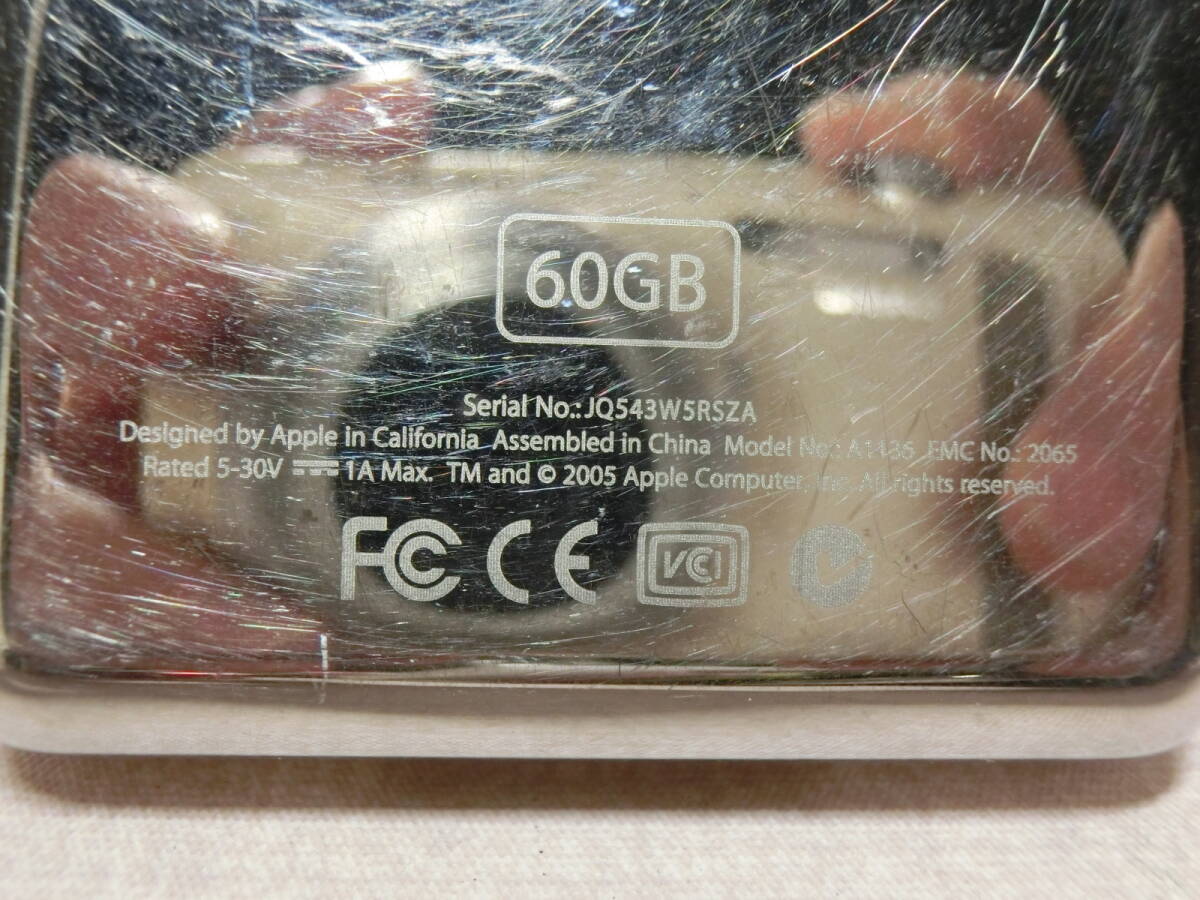 60GB
Serial No.: JQ543W5RSZA
Designed by Apple in California Assembled in China Model No.: EMC No.: 2065
Rated 5-30V 1A Max. TM and © 2005 Apple Computer, Inc. All rights reserved.
FC CE VCI